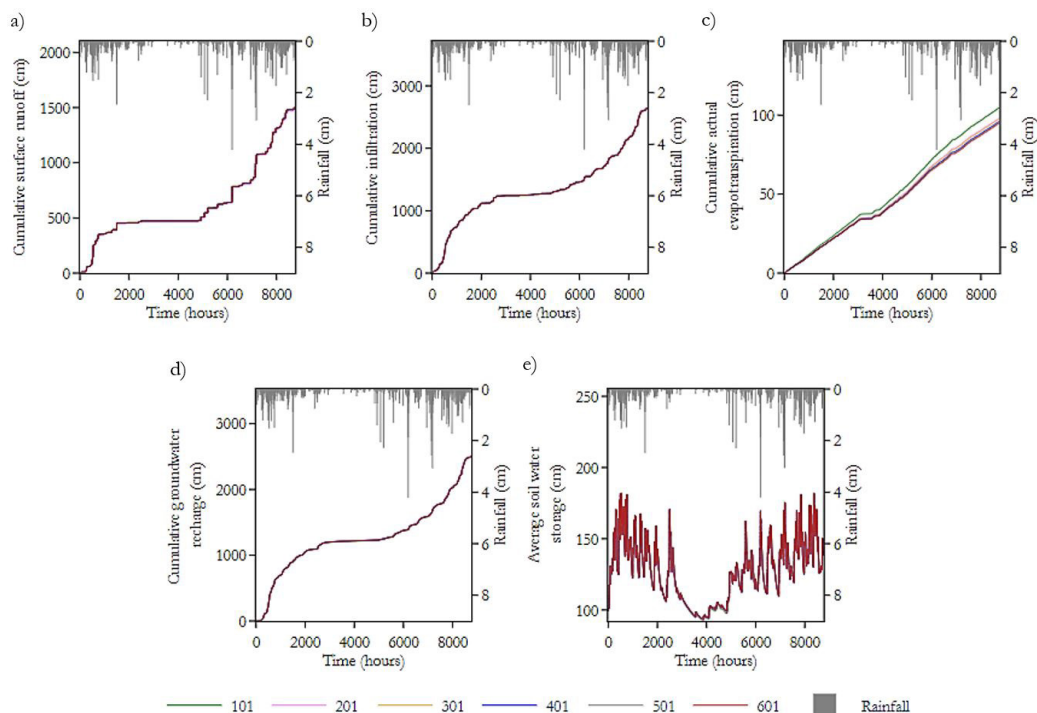 a)
b)
c)
2000
1500
1000
500
0
Cumulative surface runoff (cm)
0
2
4
6
8
Rainfall (cm)
0 2000 4000 6000 8000
Time (hours)
3000
2000
1000
0
Cumulative infiltration (cm)
0
2
4
6
8
Rainfall (cm)
0 2000 4000 6000 8000
Time (hours)
100
50
0
Cumulative actual
evapotranspiration (cm)
0
2
4
6
8
Rainfall (cm)
0 2000 4000 6000 8000
Time (hours)
d)
e)
3000
2000
1000
0
Cumulative groundwater
recharge (cm)
0
2
4
6
8
Rainfall (cm)
0 2000 4000 6000 8000
Time (hours)
250
200
150
100
Average soil water
storage (cm)
0
2
4
6
8
Rainfall (cm)
0 2000 4000 6000 8000
Time (hours)
101 201 301 401 501 601 Rainfall